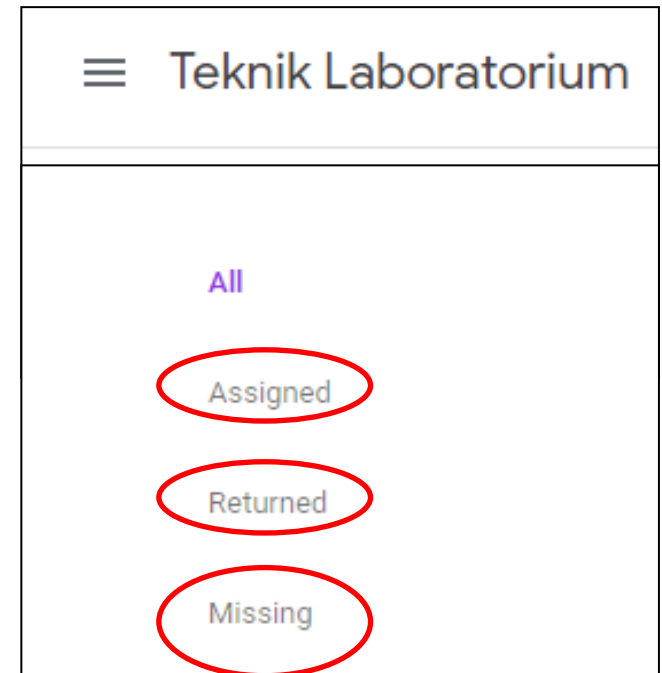 Teknik Laboratorium
All
Assigned
Returned
Missing